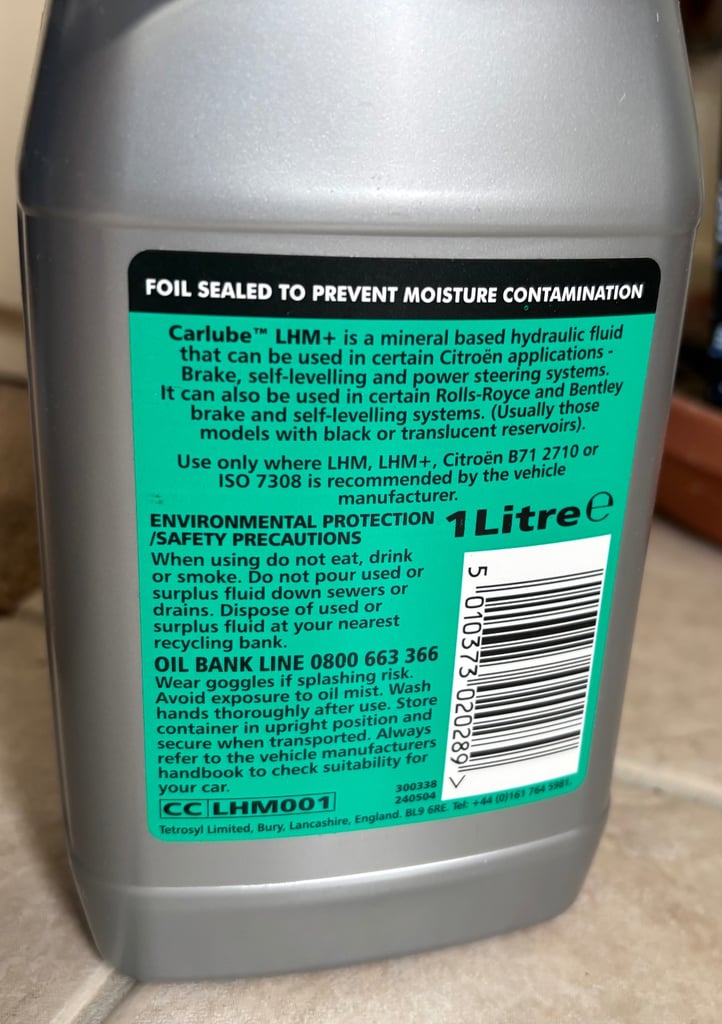 FOIL SEALED TO PREVENT MOISTURE CONTAMINATION
Carlube™ LHM+ is a mineral based hydraulic fluid
that can be used in certain Citroën applications -
Brake, self-levelling and power steering systems.
It can also be used in certain Rolls-Royce and Bentley
brake and self-levelling systems. (Usually those
models with black or translucent reservoirs).
Use only where LHM, LHM+, Citroën B71 2710 or
ISO 7308 is recommended by the vehicle
manufacturer.
ENVIRONMENTAL PROTECTION
/SAFETY PRECAUTIONS
1Litre℮
When using do not eat, drink
or smoke. Do not pour used or
surplus fluid down sewers or
drains. Dispose of used or
surplus fluid at your nearest
recycling bank.
OIL BANK LINE 0800 663 366
Wear goggles if splashing risk.
Avoid exposure to oil mist. Wash
hands thoroughly after use. Store
container in upright position and
secure when transported. Always
refer to the vehicle manufacturers
handbook to check suitability for
your car.
5 010373 020289 >
300338
240504
CC LHM001
Tetrosyl Limited, Bury, Lancashire, England. BL9 6RE. Tel: +44 (0)161 764 5981.